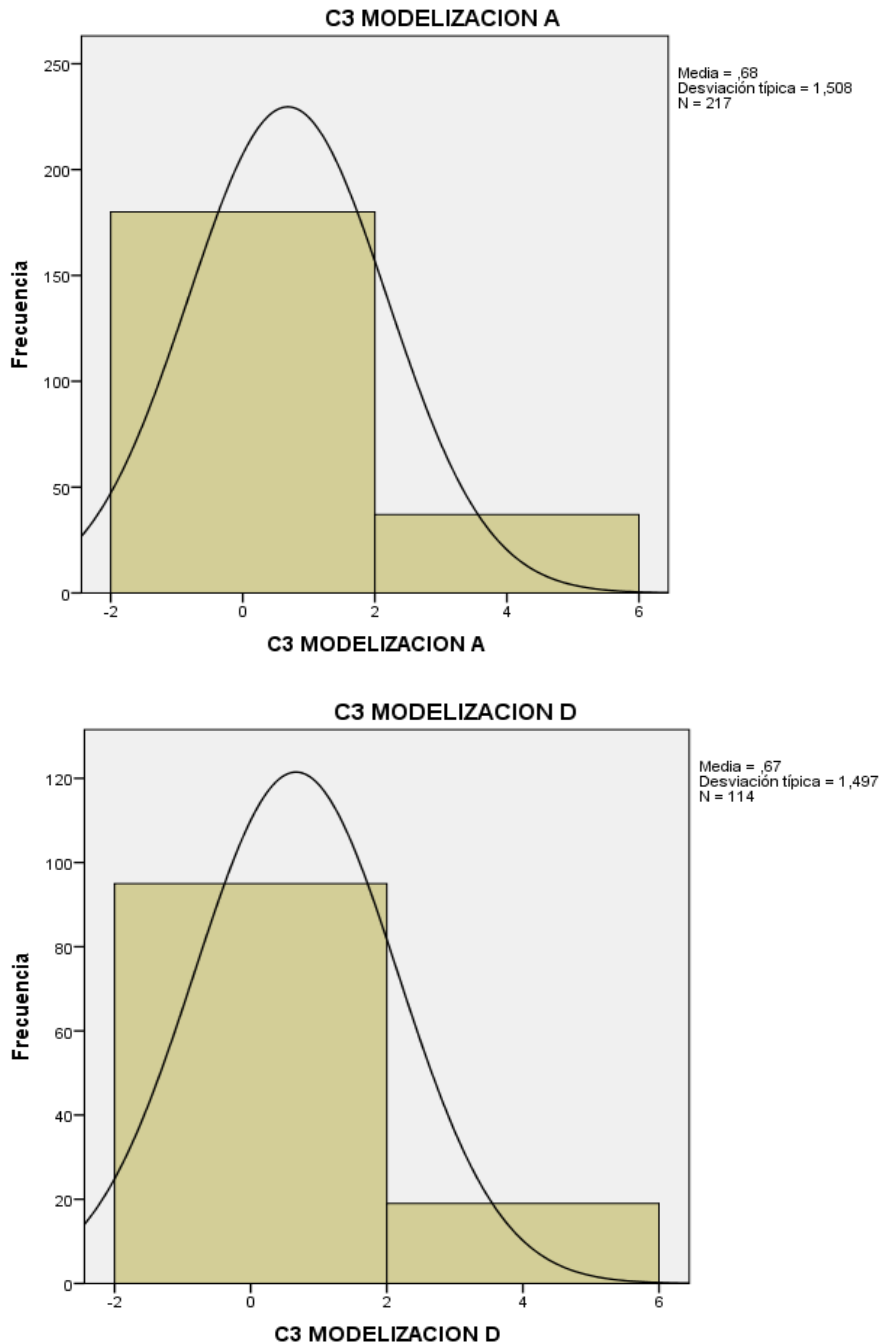 C3 MODELIZACION A
Media = ,68
Desviación típica = 1,508
N = 217
Frecuencia
250
200
150
100
50
0
-2 0 2 4 6
C3 MODELIZACION A
C3 MODELIZACION D
Media = ,67
Desviación típica = 1,497
N = 114
Frecuencia
120
100
80
60
40
20
0
-2 0 2 4 6
C3 MODELIZACION D